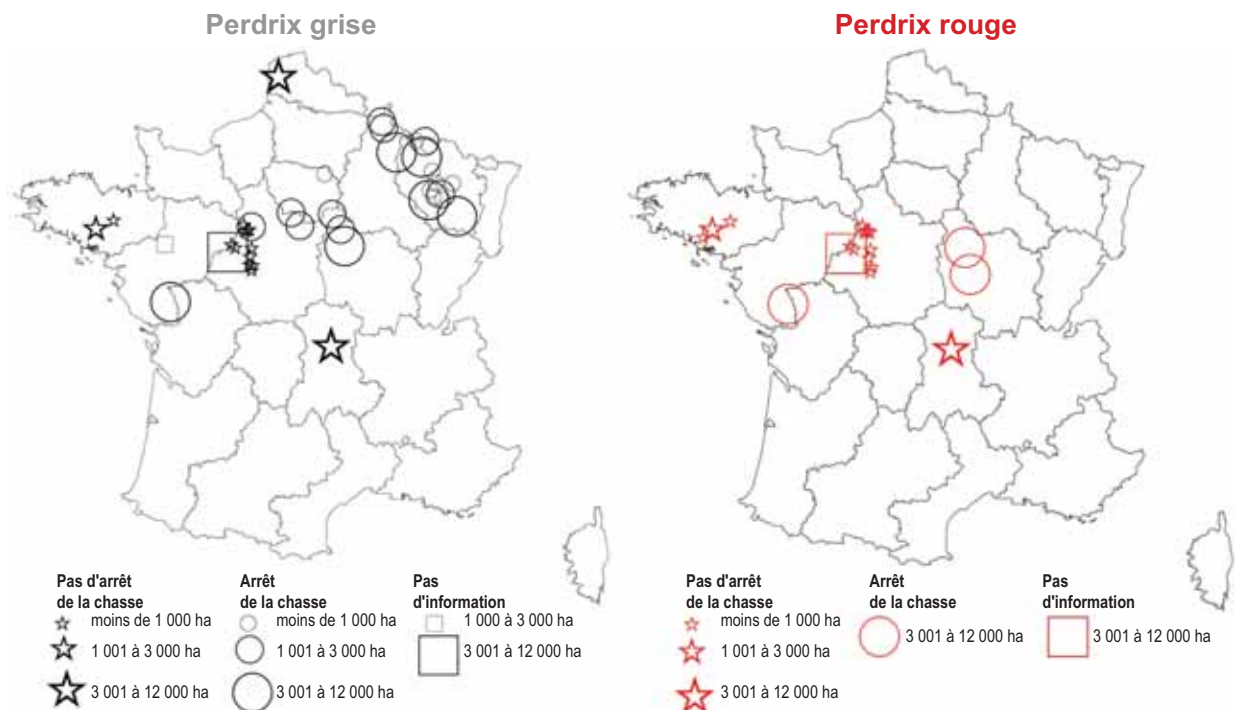 Perdrix grise
Perdrix rouge
Pas d'arrêt
de la chasse
moins de 1 000 ha
1 001 à 3 000 ha
3 001 à 12 000 ha
Arrêt
de la chasse
moins de 1 000 ha
1 001 à 3 000 ha
3 001 à 12 000 ha
Pas
d'information
1 000 à 3 000 ha
3 001 à 12 000 ha
Pas d'arrêt
de la chasse
moins de 1 000 ha
1 001 à 3 000 ha
3 001 à 12 000 ha
Arrêt
de la chasse
3 001 à 12 000 ha
Pas
d'information
3 001 à 12 000 ha